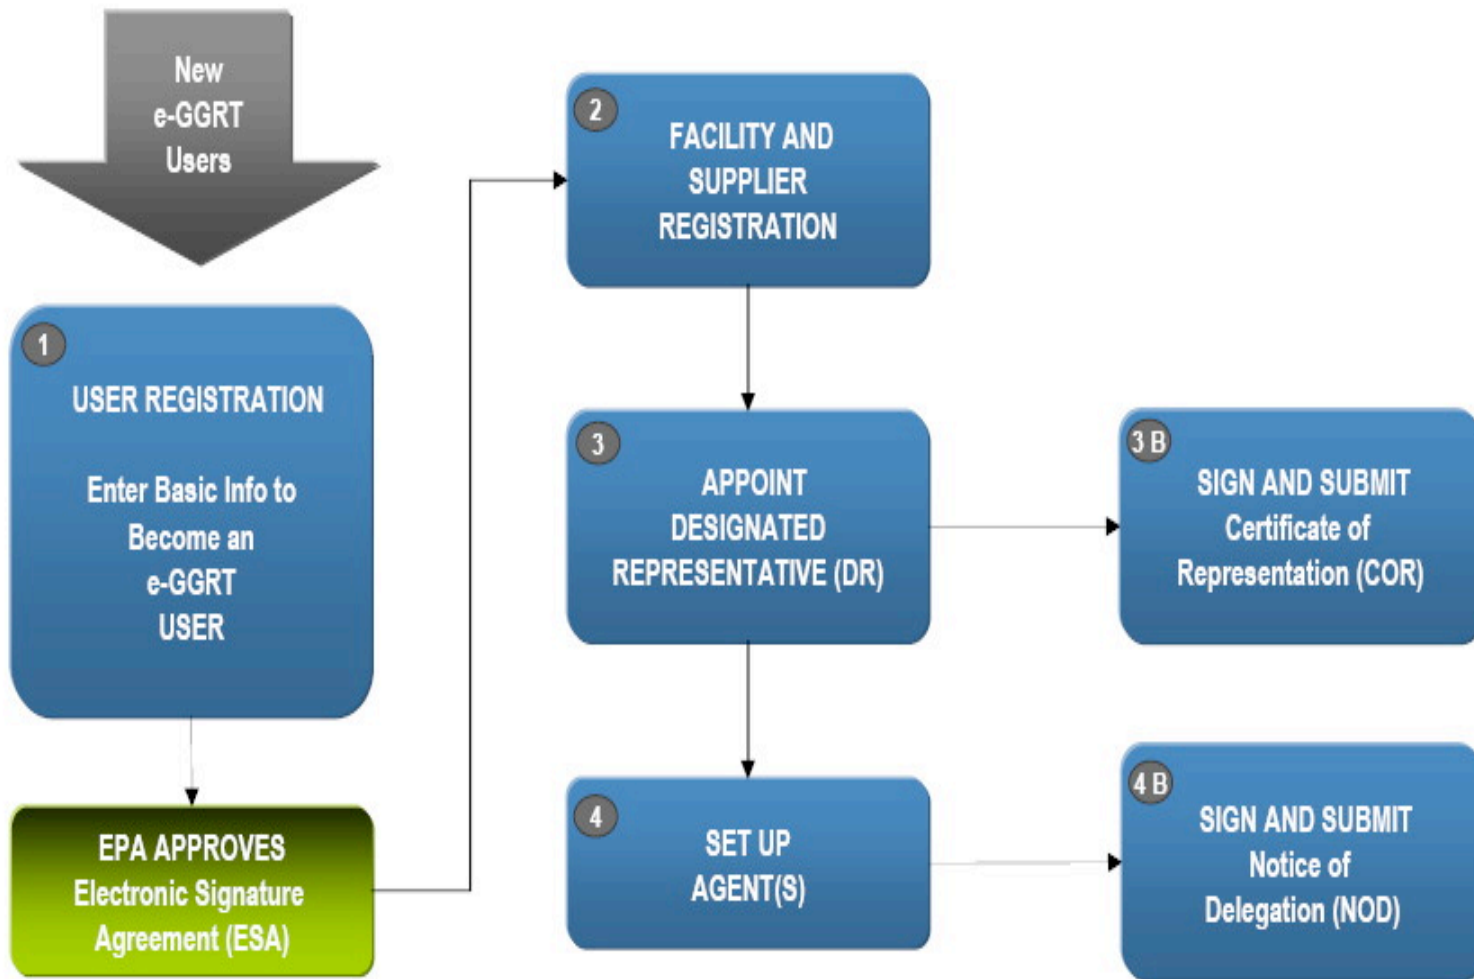 New
e-GGRT
Users
1
USER REGISTRATION
Enter Basic Info to
Become an
e-GGRT
USER
EPA APPROVES
Electronic Signature
Agreement (ESA)
2
FACILITY AND
SUPPLIER
REGISTRATION
3
APPOINT
DESIGNATED
REPRESENTATIVE (DR)
3 B
SIGN AND SUBMIT
Certificate of
Representation (COR)
4
SET UP
AGENT(S)
4 B
SIGN AND SUBMIT
Notice of
Delegation (NOD)